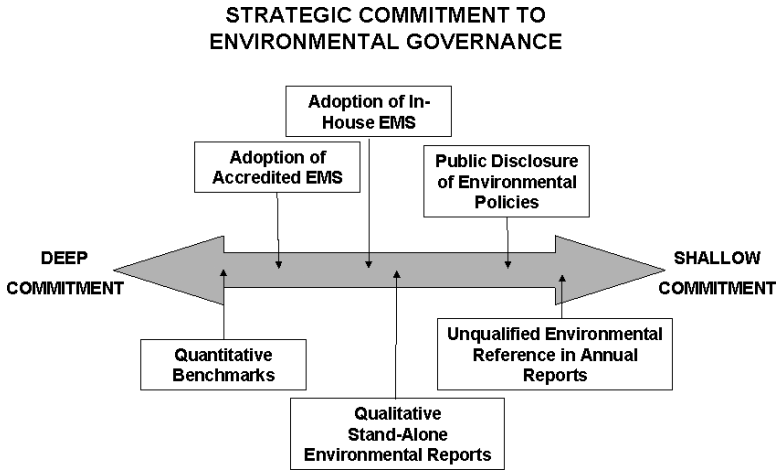 STRATEGIC COMMITMENT TO
ENVIRONMENTAL GOVERNANCE
Adoption of In-
House EMS
Adoption of
Accredited EMS
Public Disclosure
of Environmental
Policies
DEEP
COMMITMENT
SHALLOW
COMMITMENT
Quantitative
Benchmarks
Unqualified Environmental
Reference in Annual
Reports
Qualitative
Stand-Alone
Environmental Reports